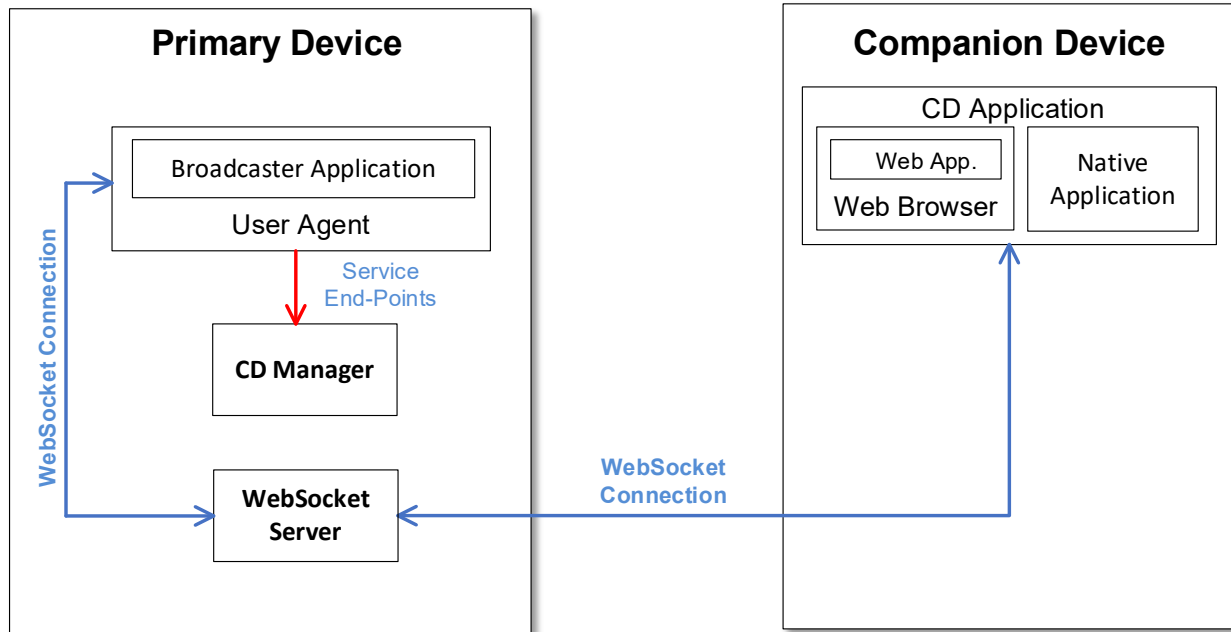 Primary Device
Broadcaster Application
User Agent
Service
End-Points
CD Manager
WebSocket Connection
WebSocket
Server
WebSocket
Connection
Companion Device
CD Application
Web App.
Web Browser
Native
Application